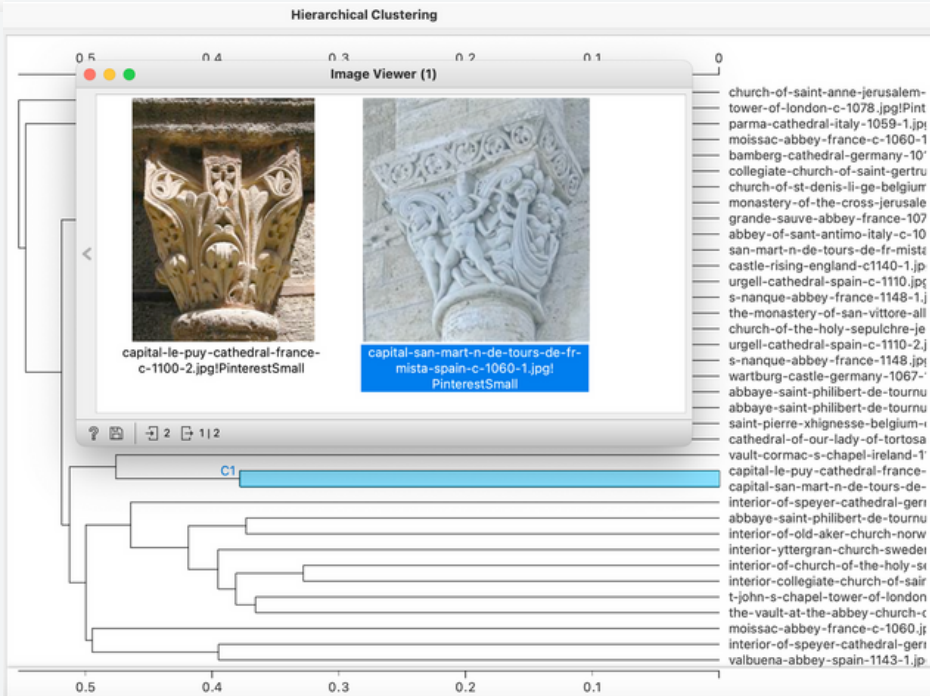 Hierarchical Clustering
0.5 0.4 0.3 0.2 0.1 0
Image Viewer (1)
capital-le-puy-cathedral-france-
c-1100-2.jpg!PinterestSmall
capital-san-mart-n-de-tours-de-fr-
mista-spain-c-1060-1.jpg!
PinterestSmall
2 1|2
C1
church-of-saint-anne-jerusalem-
tower-of-london-c-1078.jpg!Pint
parma-cathedral-italy-1059-1.jpg
moissac-abbey-france-c-1060-1
bamberg-cathedral-germany-10
collegiate-church-of-saint-gertru
church-of-st-denis-li-ge-belgium
monastery-of-the-cross-jerusale
grande-sauve-abbey-france-107
abbey-of-sant-antimo-italy-c-10
san-mart-n-de-tours-de-fr-mista
castle-rising-england-c1140-1.jp
urgell-cathedral-spain-c-1110.jpg
s-nanque-abbey-france-1148-1.j
the-monastery-of-san-vittore-all
church-of-the-holy-sepulchre-je
urgell-cathedral-spain-c-1110-2.j
s-nanque-abbey-france-1148.jpg
wartburg-castle-germany-1067-
abbaye-saint-philibert-de-tournu
abbaye-saint-philibert-de-tournu
saint-pierre-xhignesse-belgium-
cathedral-of-our-lady-of-tortosa
vault-cormac-s-chapel-ireland-1
capital-le-puy-cathedral-france-
capital-san-mart-n-de-tours-de-
interior-of-speyer-cathedral-ger
abbaye-saint-philibert-de-tournu
interior-of-old-aker-church-norw
interior-yttergran-church-sweden
interior-of-church-of-the-holy-se
interior-collegiate-church-of-sain
t-john-s-chapel-tower-of-london
the-vault-at-the-abbey-church-o
moissac-abbey-france-c-1060.jp
interior-of-speyer-cathedral-ger
valbuena-abbey-spain-1143-1.jp
0.5 0.4 0.3 0.2 0.1